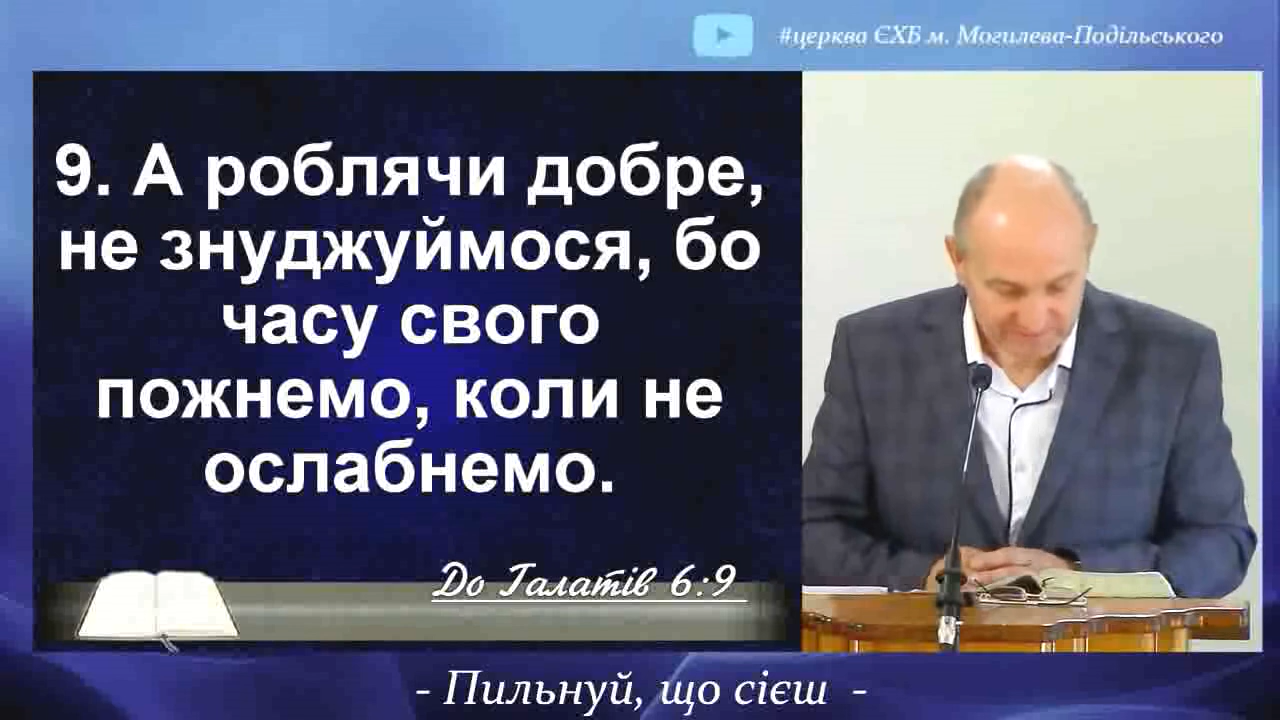 #церква ЄХБ м. Могилева-Подільського
9. А роблячи добре,
не знуджуймося, бо
часу свого
пожнемо, коли не
ослабнемо.
До Галатів 6:9
- Пильнуй, що сієш -